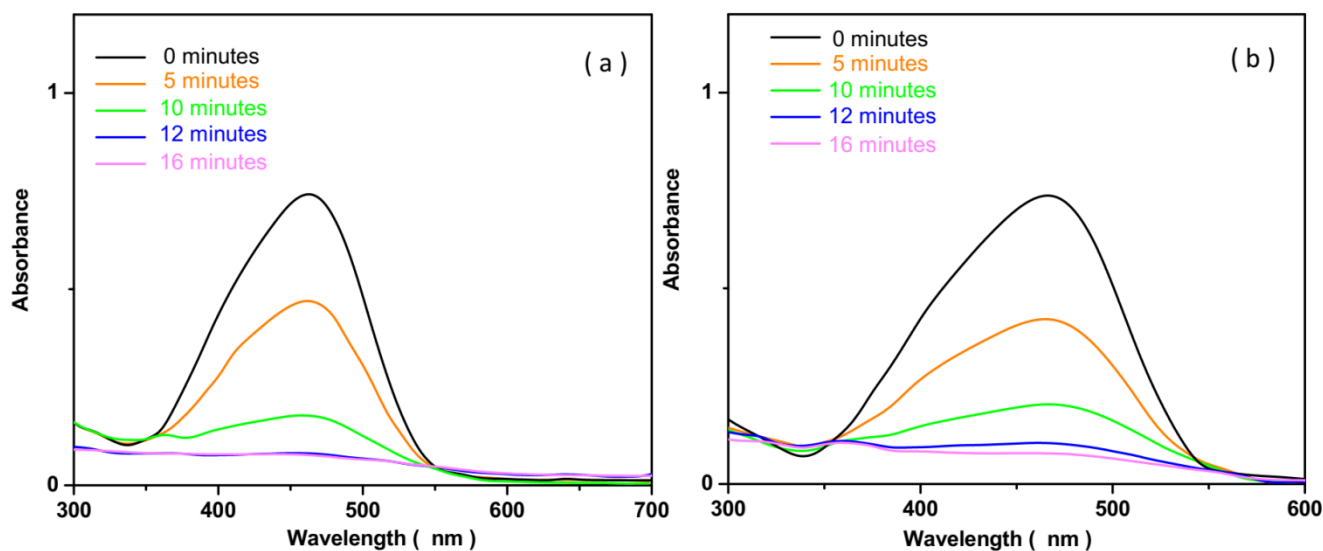 ( a )
0 minutes
5 minutes
10 minutes
12 minutes
16 minutes
1
0
Absorbance
300
400
500
600
700
Wavelength ( nm)
( b )
0 minutes
5 minutes
10 minutes
12 minutes
16 minutes
1
0
Absorbance
300
400
500
600
Wavelength ( nm)